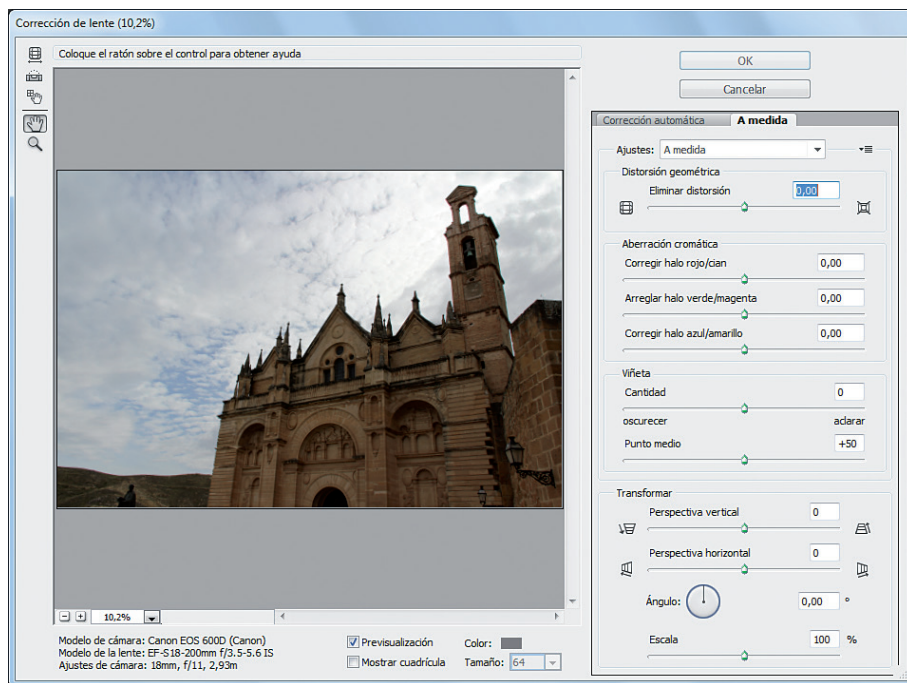 Corrección de lente (10,2%)
Coloque el ratón sobre el control para obtener ayuda
OK
Cancelar
Corrección automática A medida
Ajustes: A medida
Distorsión geométrica
Eliminar distorsión 0,00
Aberración cromática
Corregir halo rojo/cian 0,00
Arreglar halo verde/magenta 0,00
Corregir halo azul/amarillo 0,00
Viñeta
Cantidad 0
oscurecer aclarar
Punto medio +50
Transformar
Perspectiva vertical 0
Perspectiva horizontal 0
Ángulo: 0,00 °
Escala 100 %
10,2%
Modelo de cámara: Canon EOS 600D (Canon)
Modelo de la lente: EF-S18-200mm f/3.5-5.6 IS
Ajustes de cámara: 18mm, f/11, 2,93m
Previsualización Color:
Mostrar cuadrícula Tamaño: 64